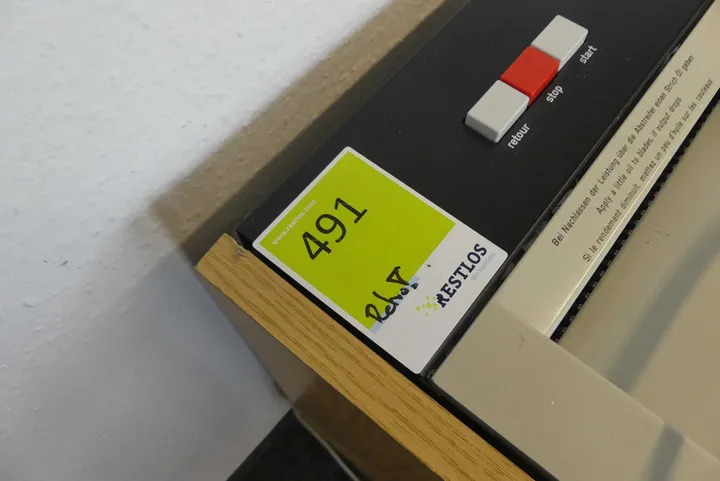 start
stop
retour
www.restlos.com
491
RESTLOS
Bei Nachlassen der Leistung über die Abstreifer einen Strich Öl geben
Apply a little oil to blades, if output drops
Si le rendement diminuit, mettez un peu d'huile sur les couteaux